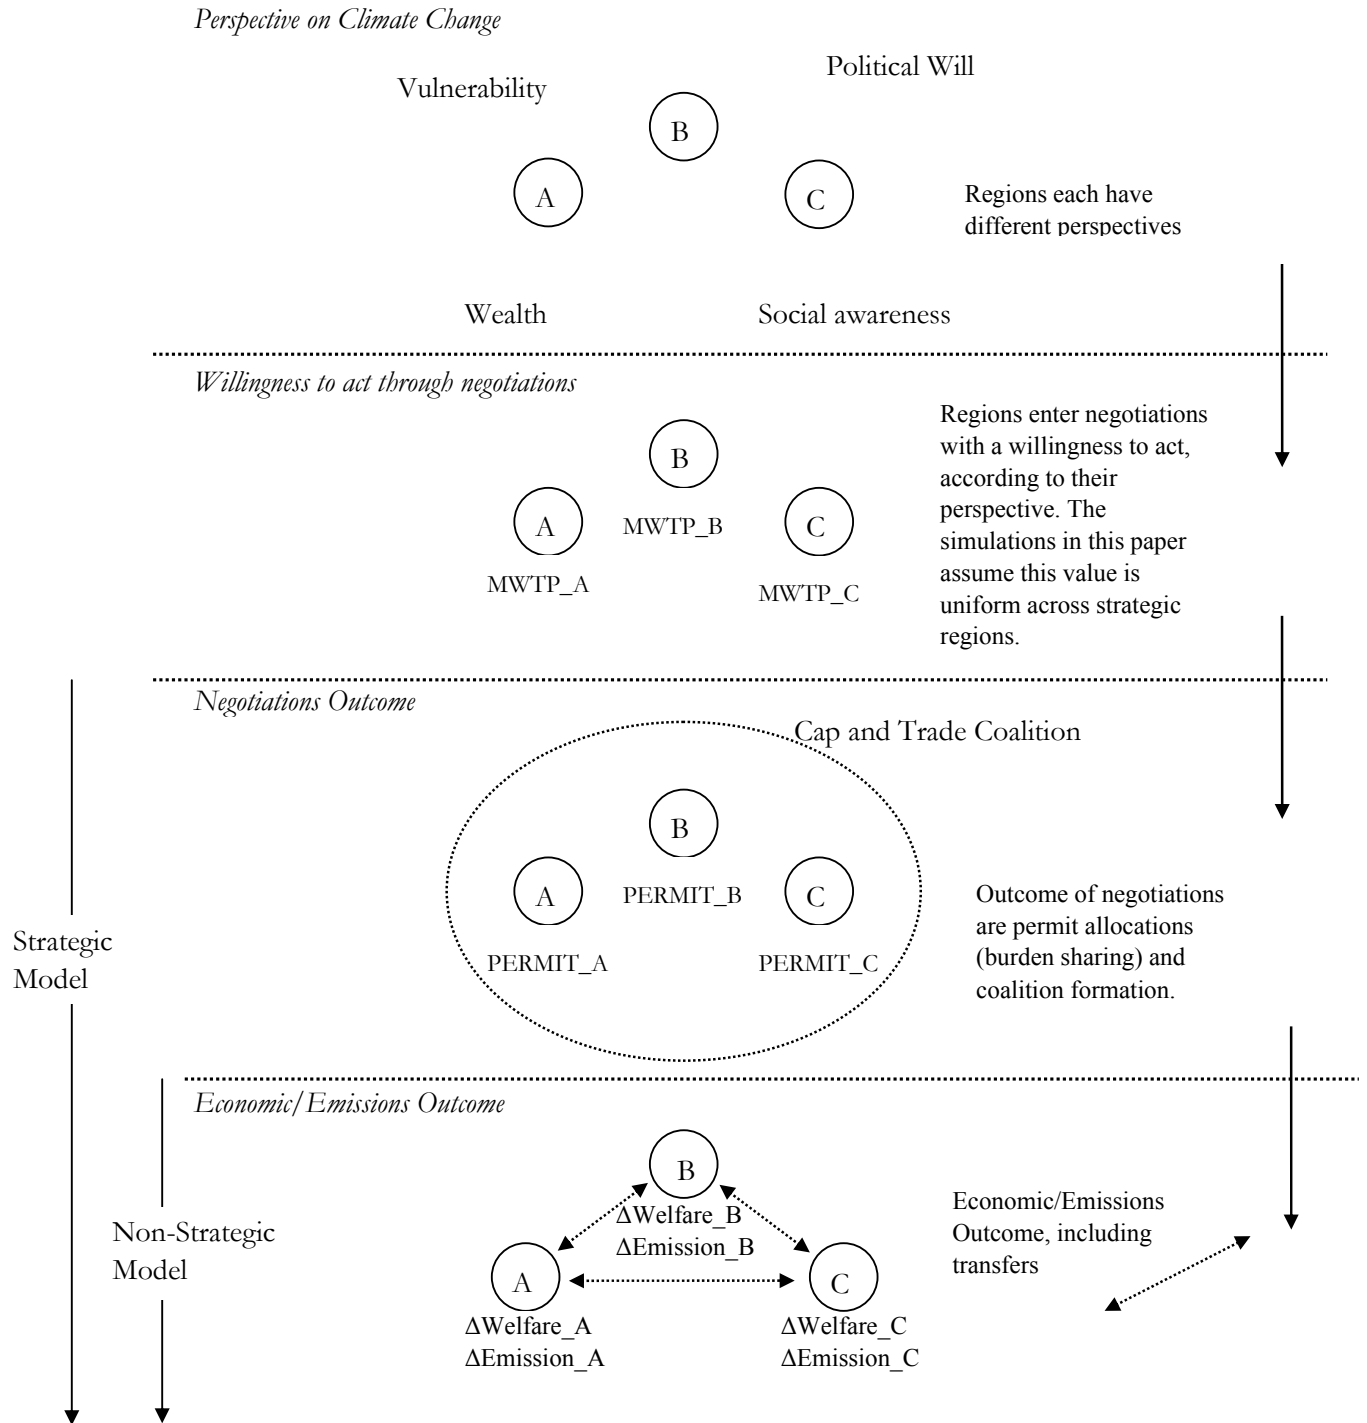 Perspective on Climate Change
Political Will
Vulnerability
B
A
C
Regions each have
different perspectives
Wealth
Social awareness
Willingness to act through negotiations
Regions enter negotiations
with a willingness to act,
according to their
perspective. The
simulations in this paper
assume this value is
uniform across strategic
regions.
B
A
C
MWTP_B
MWTP_A
MWTP_C
Negotiations Outcome
Cap and Trade Coalition
B
A
C
PERMIT_B
PERMIT_A
PERMIT_C
Outcome of negotiations
are permit allocations
(burden sharing) and
coalition formation.
Strategic
Model
Economic/Emissions Outcome
B
ΔWelfare_B
ΔEmission_B
A
C
ΔWelfare_A
ΔEmission_A
ΔWelfare_C
ΔEmission_C
Economic/Emissions
Outcome, including
transfers
Non-Strategic
Model